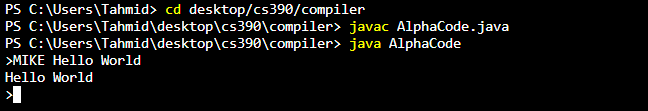 PS C:\Users\Tahmid> cd desktop/cs390/compiler
PS C:\Users\Tahmid\desktop\cs390\compiler> javac AlphaCode.java
PS C:\Users\Tahmid\desktop\cs390\compiler> java AlphaCode
>MIKE Hello World
Hello World
>